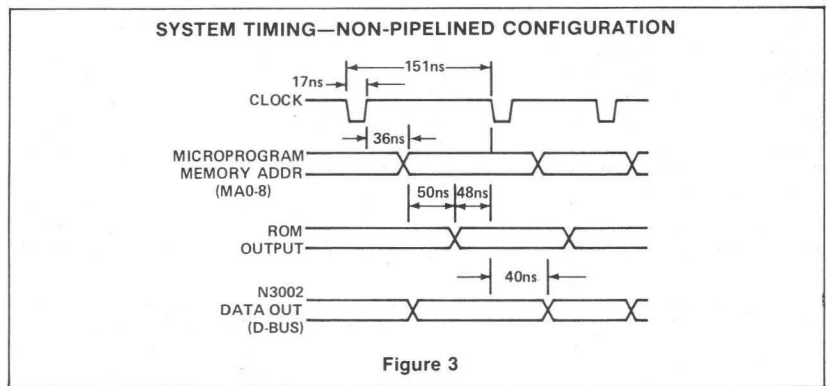 SYSTEM TIMING—NON-PIPELINED CONFIGURATION
151ns
17ns
CLOCK
36ns
MICROPROGRAM
MEMORY ADDR
(MA0-8)
50ns 48ns
ROM
OUTPUT
40ns
N3002
DATA OUT
(D-BUS)
Figure 3